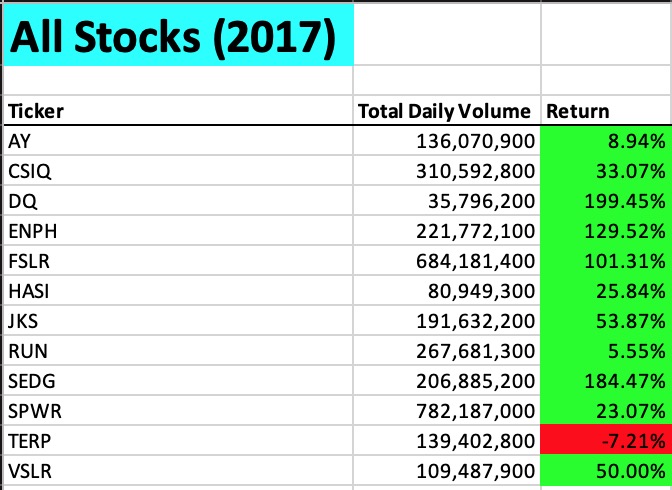 All Stocks (2017)
Ticker Total Daily Volume Return
AY 136,070,900 8.94%
CSIQ 310,592,800 33.07%
DQ 35,796,200 199.45%
ENPH 221,772,100 129.52%
FSLR 684,181,400 101.31%
HASI 80,949,300 25.84%
JKS 191,632,200 53.87%
RUN 267,681,300 5.55%
SEDG 206,885,200 184.47%
SPWR 782,187,000 23.07%
TERP 139,402,800 -7.21%
VSLR 109,487,900 50.00%